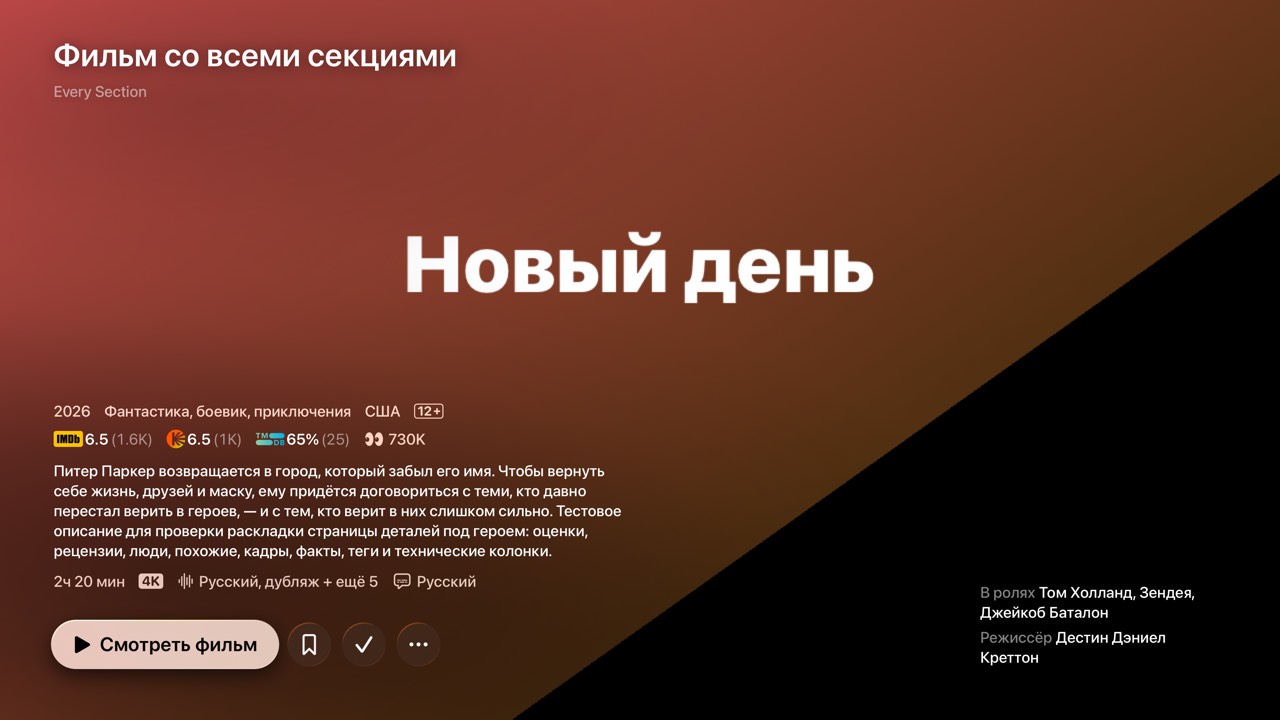 Фильм со всеми секциями
Every Section
Новый день
2026 Фантастика, боевик, приключения США 12+
IMDb 6.5 (1.6K) 6.5 (1K) TMDB 65% (25) 730K
Питер Паркер возвращается в город, который забыл его имя. Чтобы вернуть
себе жизнь, друзей и маску, ему придётся договориться с теми, кто давно
перестал верить в героев, — и с тем, кто верит в них слишком сильно. Тестовое
описание для проверки раскладки страницы деталей под героем: оценки,
рецензии, люди, похожие, кадры, факты, теги и технические колонки.
2ч 20 мин 4K Русский, дубляж + ещё 5 Русский
Смотреть фильм
В ролях Том Холланд, Зендея,
Джейкоб Баталон
Режиссёр Дестин Дэниел
Креттон